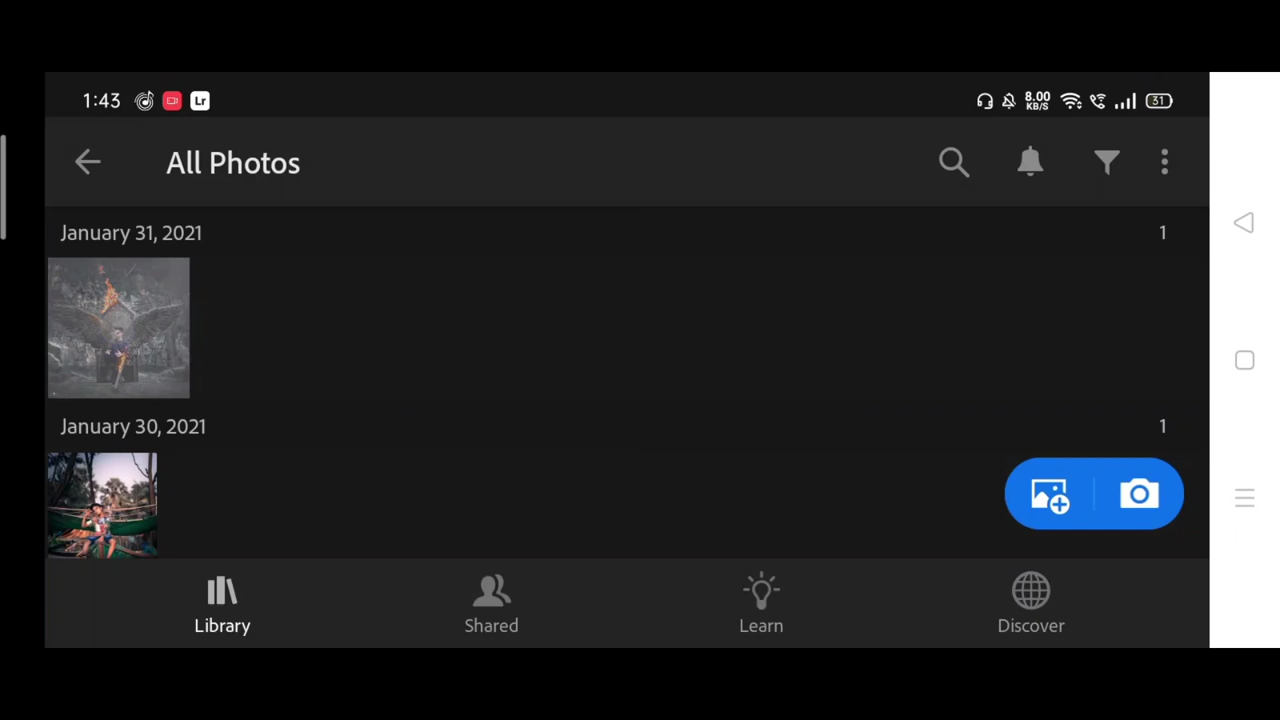 1:43 Lr 8.00 KB/S 31
All Photos
January 31, 2021 1
January 30, 2021 1
Library Shared Learn Discover